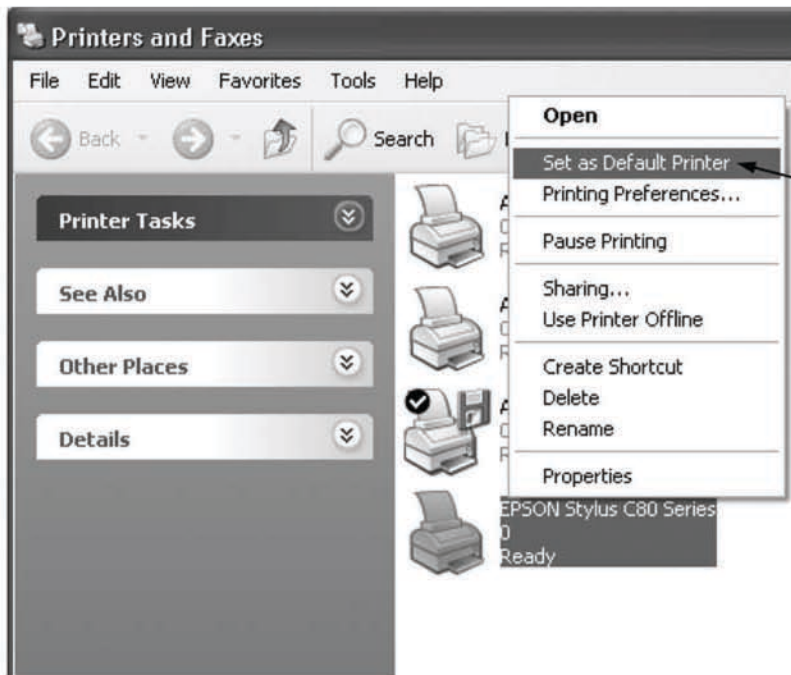 Printers and Faxes
File Edit View Favorites Tools Help
Back Search
Printer Tasks
See Also
Other Places
Details
Open
Set as Default Printer
Printing Preferences...
Pause Printing
Sharing...
Use Printer Offline
Create Shortcut
Delete
Rename
Properties
EPSON Stylus C80 Series
0
Ready